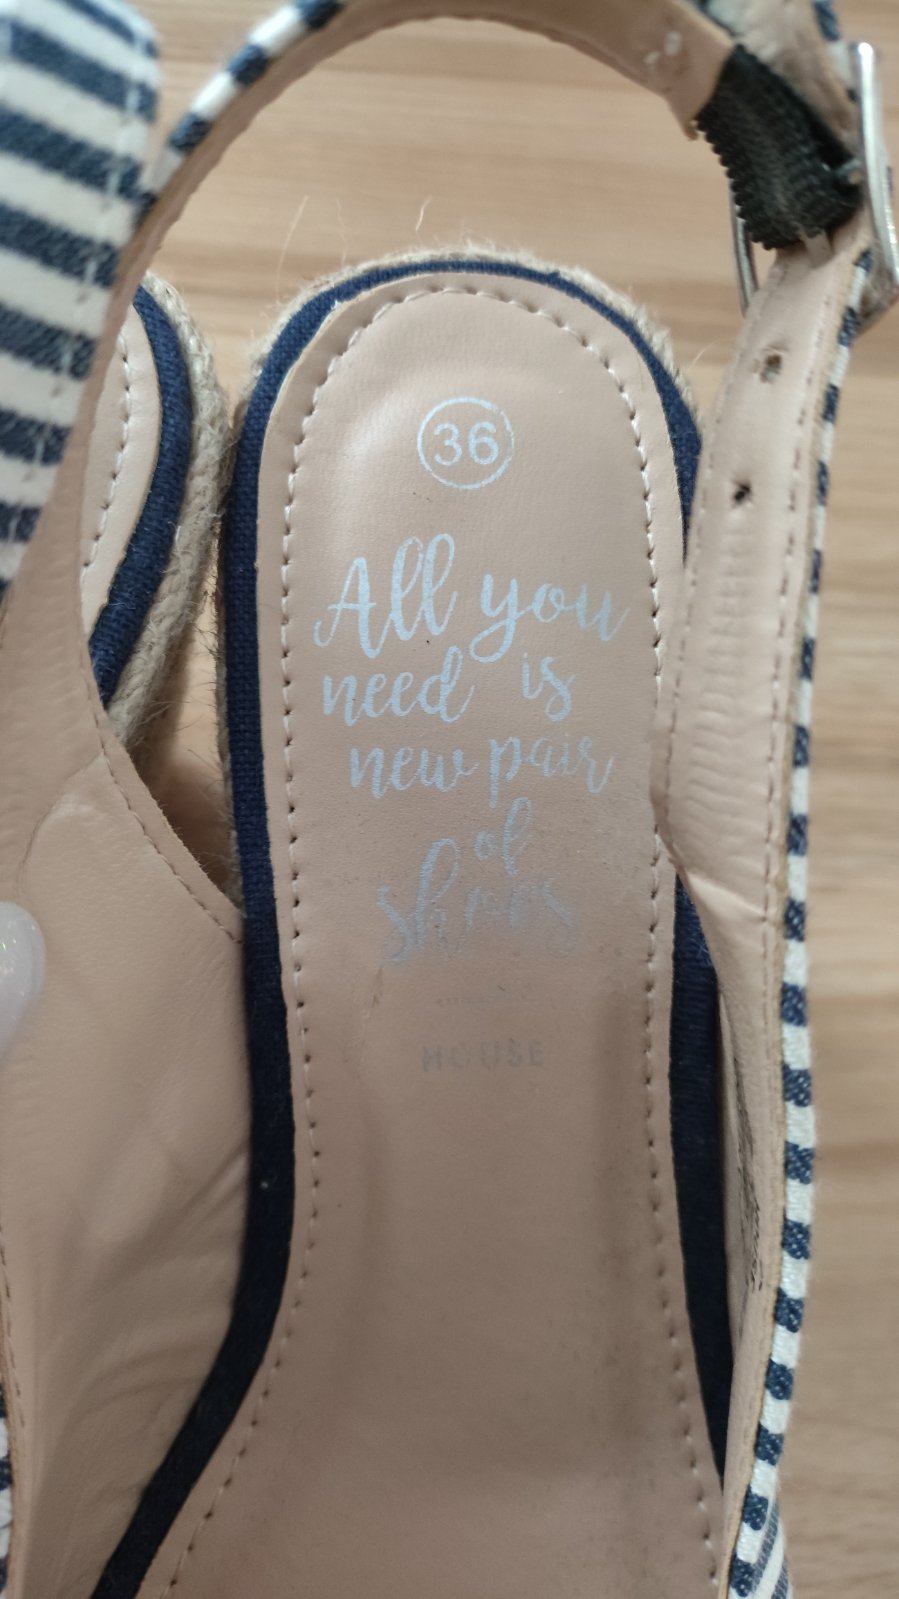 36
All you
need is
new pair
of
shoes
HOUSE